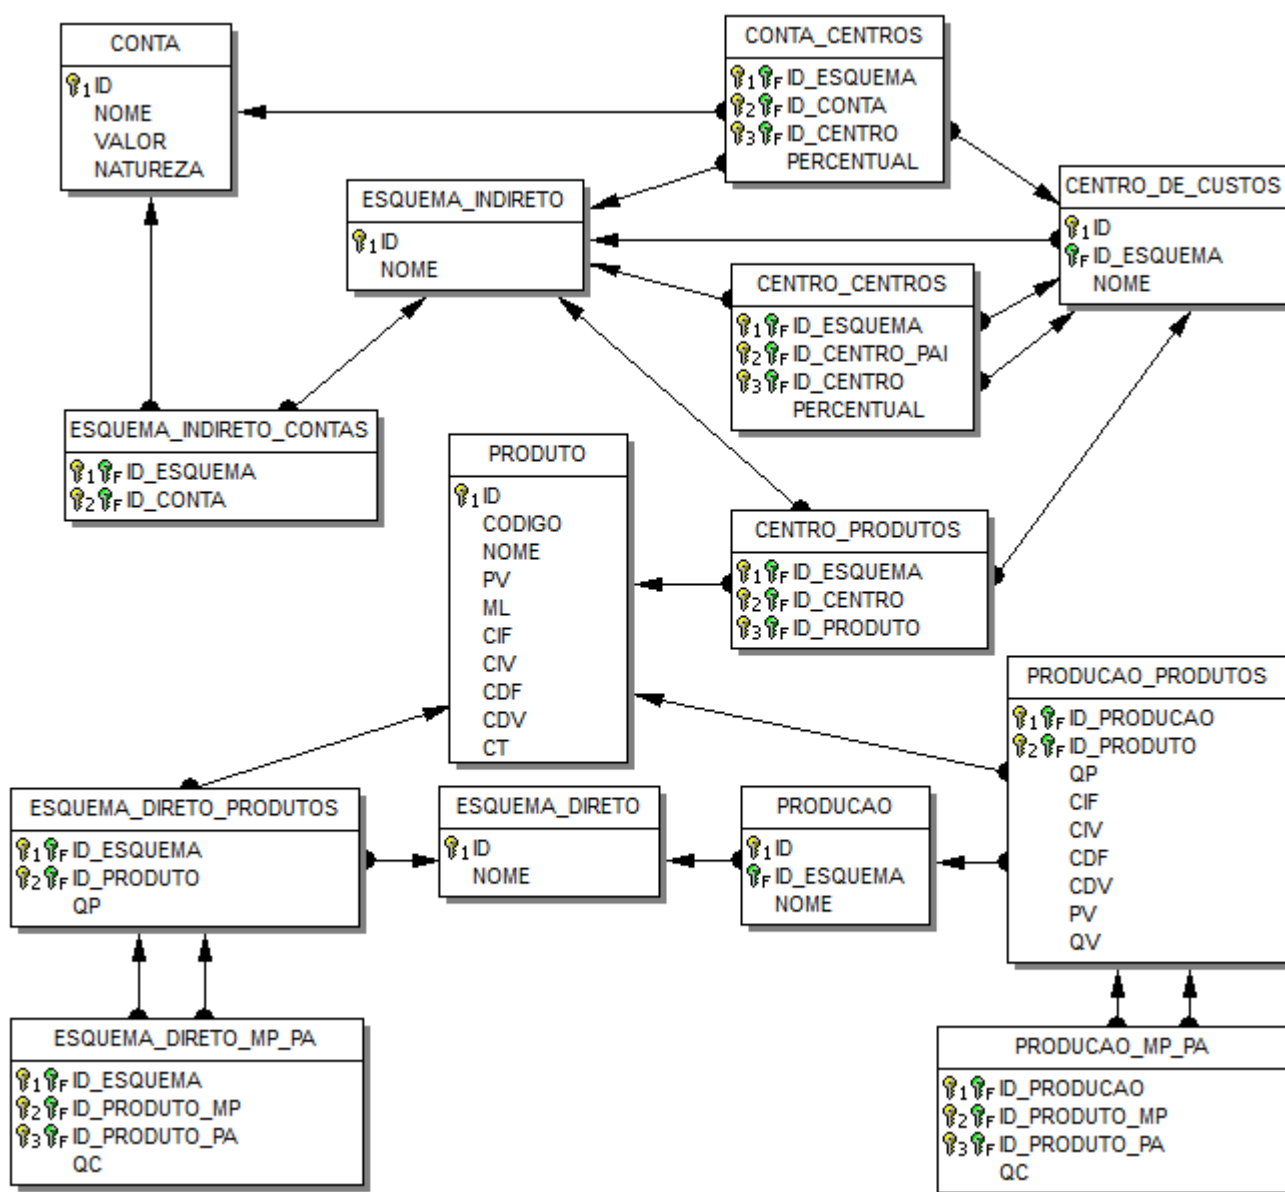 CONTA
1 ID
NOME
VALOR
NATUREZA
CONTA_CENTROS
1 F ID_ESQUEMA
2 F ID_CONTA
3 F ID_CENTRO
PERCENTUAL
ESQUEMA_INDIRETO
1 ID
NOME
CENTRO_DE_CUSTOS
1 ID
F ID_ESQUEMA
NOME
CENTRO_CENTROS
1 F ID_ESQUEMA
2 F ID_CENTRO_PAI
3 F ID_CENTRO
PERCENTUAL
ESQUEMA_INDIRETO_CONTAS
1 F ID_ESQUEMA
2 F ID_CONTA
PRODUTO
1 ID
CODIGO
NOME
PV
ML
CIF
CIV
CDF
CDV
CT
CENTRO_PRODUTOS
1 F ID_ESQUEMA
2 F ID_CENTRO
3 F ID_PRODUTO
PRODUCAO_PRODUTOS
1 F ID_PRODUCAO
2 F ID_PRODUTO
QP
CIF
CIV
CDF
CDV
PV
QV
ESQUEMA_DIRETO_PRODUTOS
1 F ID_ESQUEMA
2 F ID_PRODUTO
QP
ESQUEMA_DIRETO
1 ID
NOME
PRODUCAO
1 ID
F ID_ESQUEMA
NOME
ESQUEMA_DIRETO_MP_PA
1 F ID_ESQUEMA
2 F ID_PRODUTO_MP
3 F ID_PRODUTO_PA
QC
PRODUCAO_MP_PA
1 F ID_PRODUCAO
2 F ID_PRODUTO_MP
3 F ID_PRODUTO_PA
QC